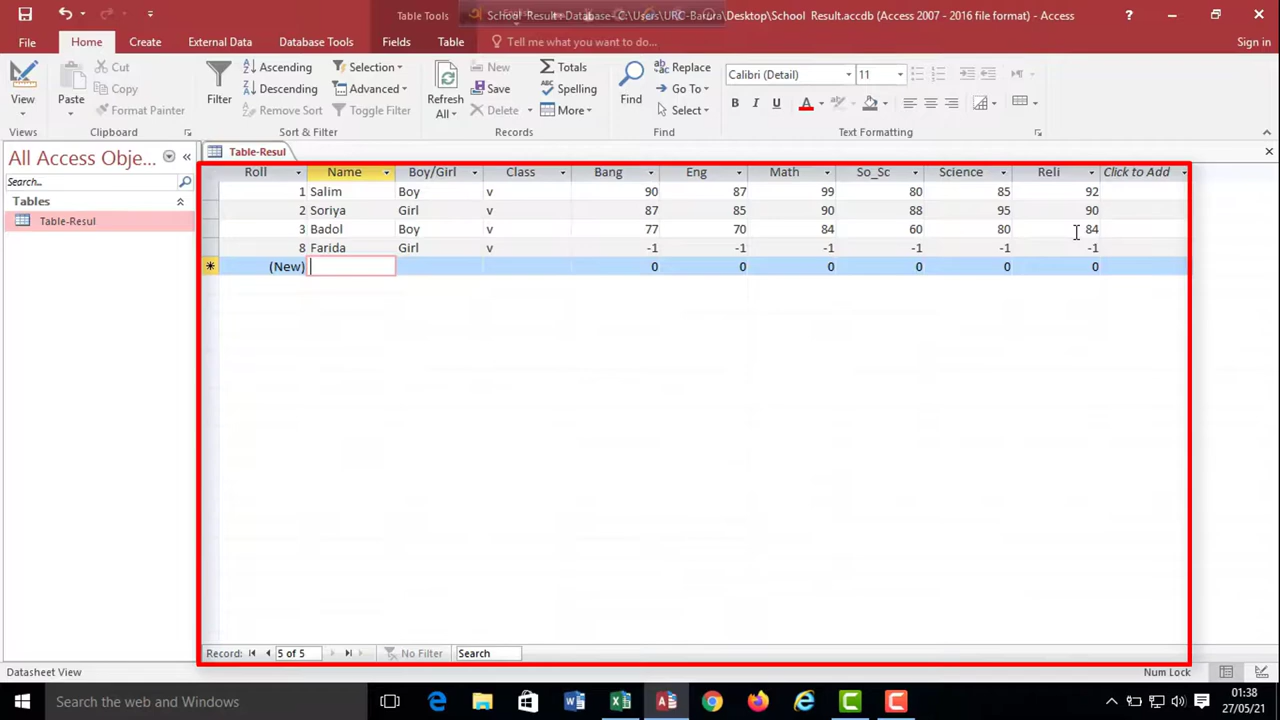 Table Tools
School Result- Database- C:\Users\URC-Barura\Desktop\School Result.accdb (Access 2007 - 2016 file format) - Access
?
File Home Create External Data Database Tools Fields Table Tell me what you want to do... Sign in
View
Views
Paste
Cut
Copy
Format Painter
Clipboard
Filter
Ascending
Descending
Remove Sort
Selection
Advanced
Toggle Filter
Sort & Filter
Refresh
All
New
Save
Delete
Totals
Spelling
More
Records
Find
Replace
Go To
Select
Find
Calibri (Detail) 11
B I U A
Text Formatting
All Access Obje...
Search...
Tables
Table-Resul
Table-Resul
Roll Name Boy/Girl Class Bang Eng Math So_Sc Science Reli Click to Add
1 Salim Boy v 90 87 99 80 85 92
2 Soriya Girl v 87 85 90 88 95 90
3 Badol Boy v 77 70 84 60 80 84
8 Farida Girl v -1 -1 -1 -1 -1 -1
(New) 0 0 0 0 0 0
Record: 5 of 5 No Filter Search
Datasheet View Num Lock
Search the web and Windows
01:38
27/05/21